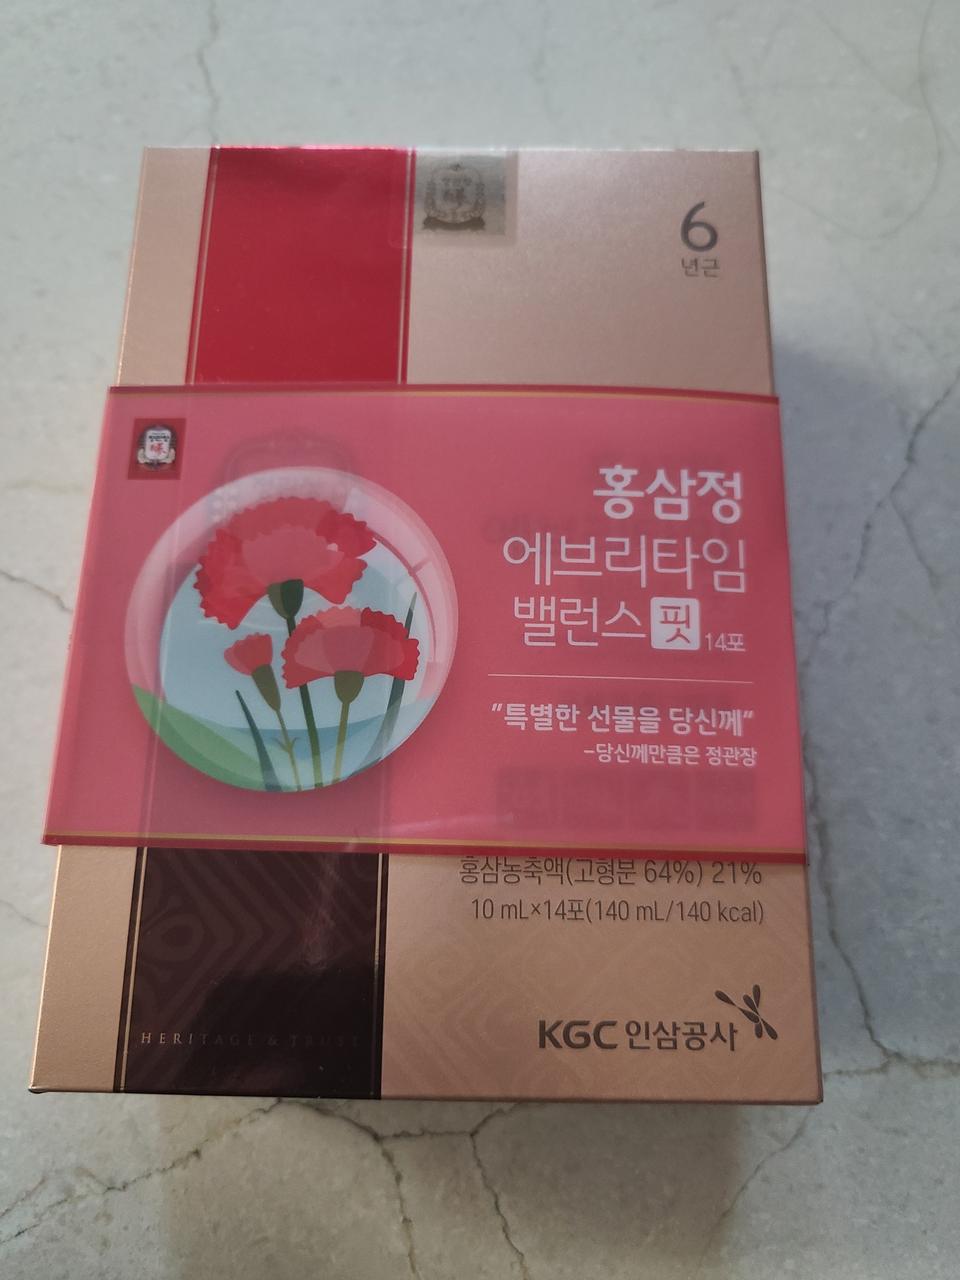 6
년근
홍삼정
에브리타임
밸런스 핏 14포
"특별한 선물을 당신께"
-당신께만큼은 정관장
홍삼농축액(고형분 64%) 21%
10 mL×14포(140 mL/140 kcal)
HERITAGE & TRUST
KGC 인삼공사